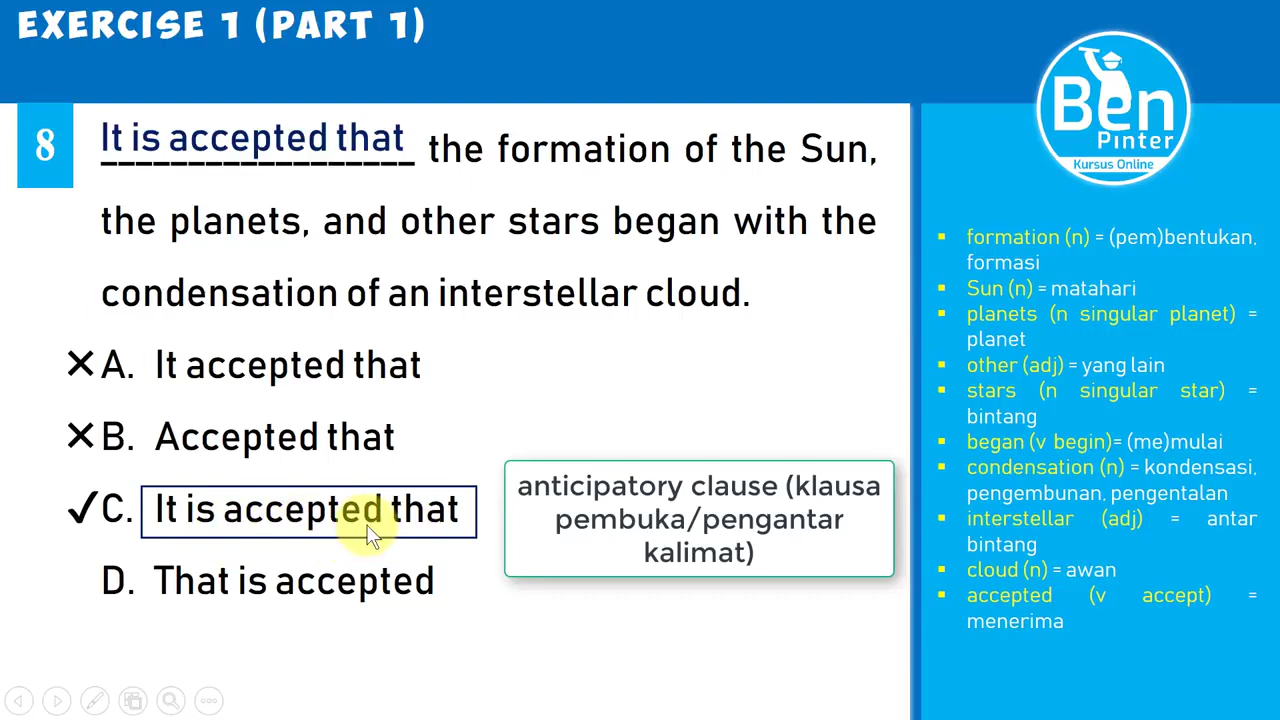 EXERCISE 1 (PART 1)
8
It is accepted that the formation of the Sun,
the planets, and other stars began with the
condensation of an interstellar cloud.
A. It accepted that
B. Accepted that
C. It is accepted that
D. That is accepted
anticipatory clause (klausa
pembuka/pengantar
kalimat)
Ben
Pinter
Kursus Online
formation (n) = (pem)bentukan,
formasi
Sun (n) = matahari
planets (n singular planet) =
planet
other (adj) = yang lain
stars (n singular star) =
bintang
began (v begin)= (me)mulai
condensation (n) = kondensasi,
pengembunan, pengentalan
interstellar (adj) = antar
bintang
cloud (n) = awan
accepted (v accept) =
menerima